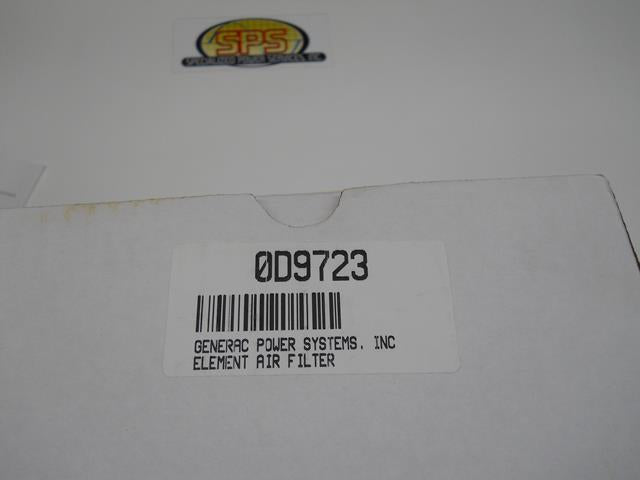 SPS
SPECIALIZED POWER SERVICES, INC.
0D9723
GENERAC POWER SYSTEMS, INC
ELEMENT AIR FILTER